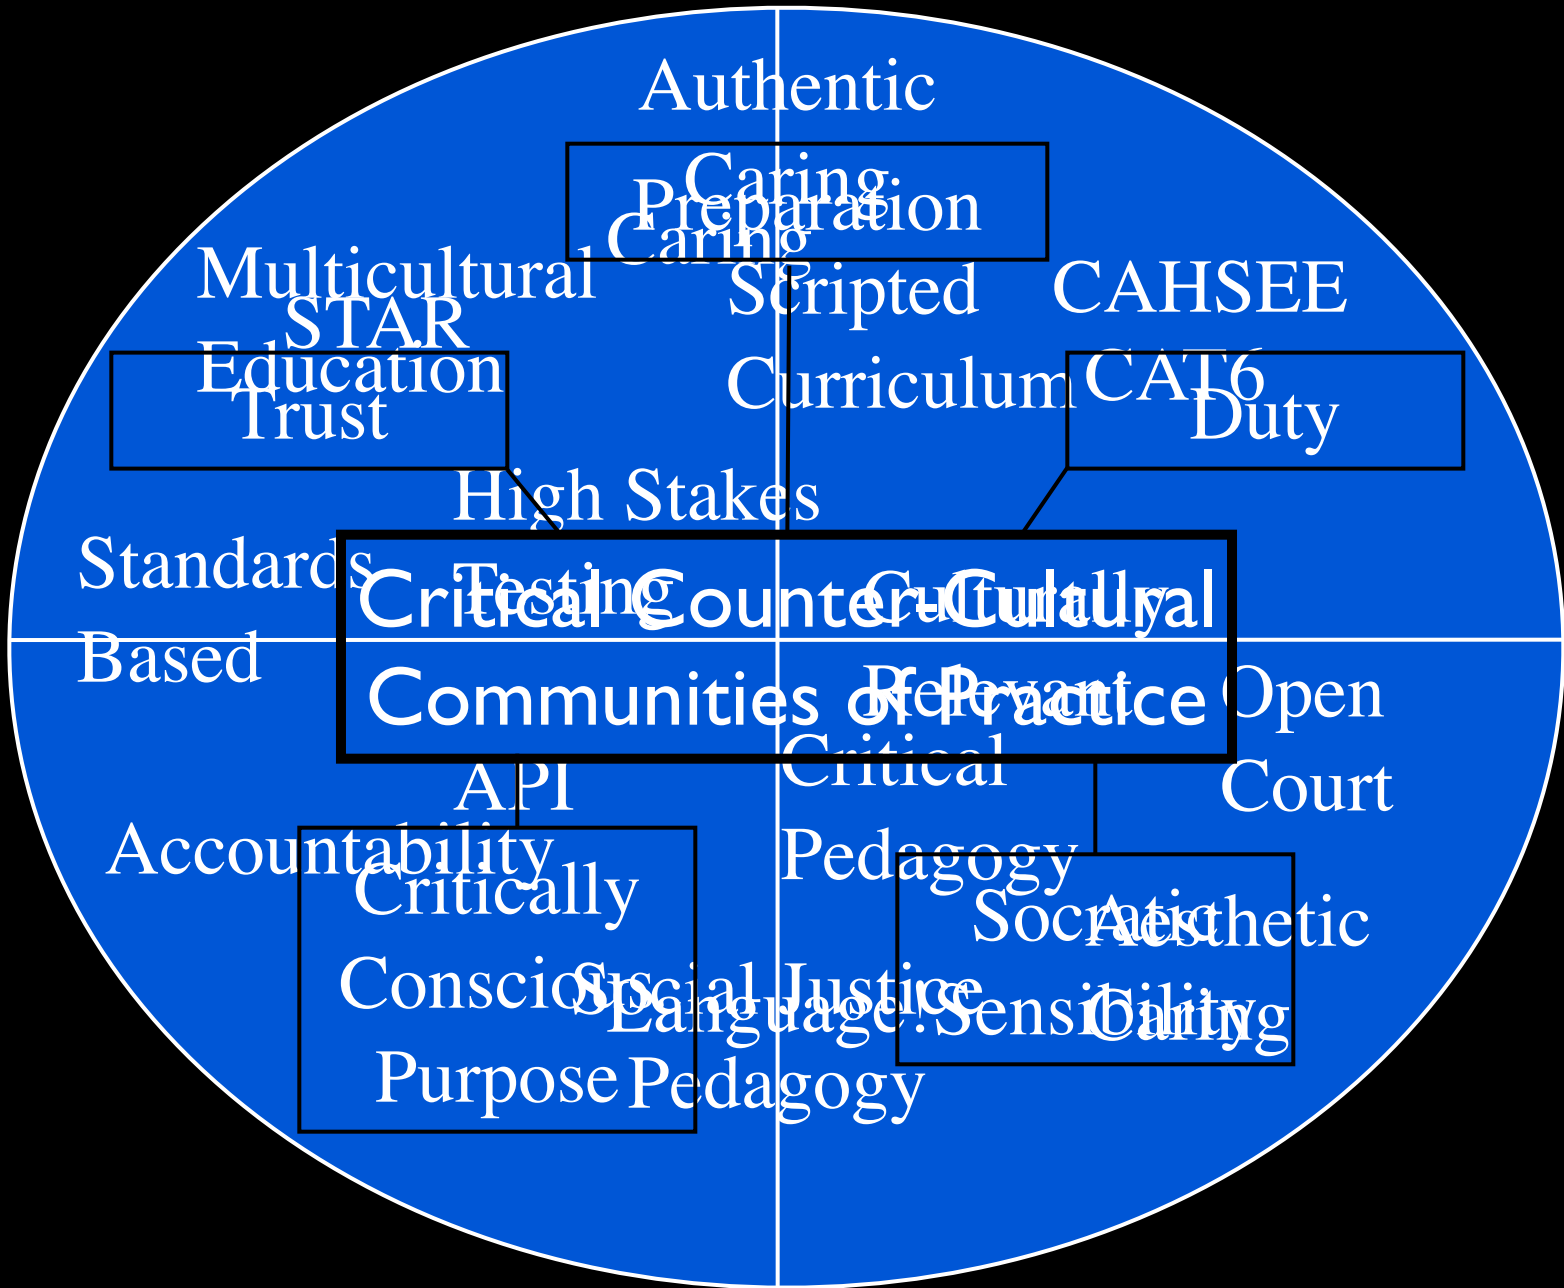 Authentic
Caring
Preparation
Caring
Multicultural
Education
STAR
Trust
Scripted
Curriculum
CAHSEE
CAT6
Duty
High Stakes
Testing
Standards
Based
Critical Counter-Cultural
Communities of Practice
Culturally
Relevant
Open
Court
Critical
Pedagogy
API
Accountability
Critically
Conscious
Purpose
Social Justice
Pedagogy
Language!
Socratic
Sensibility
Aesthetic
Caring